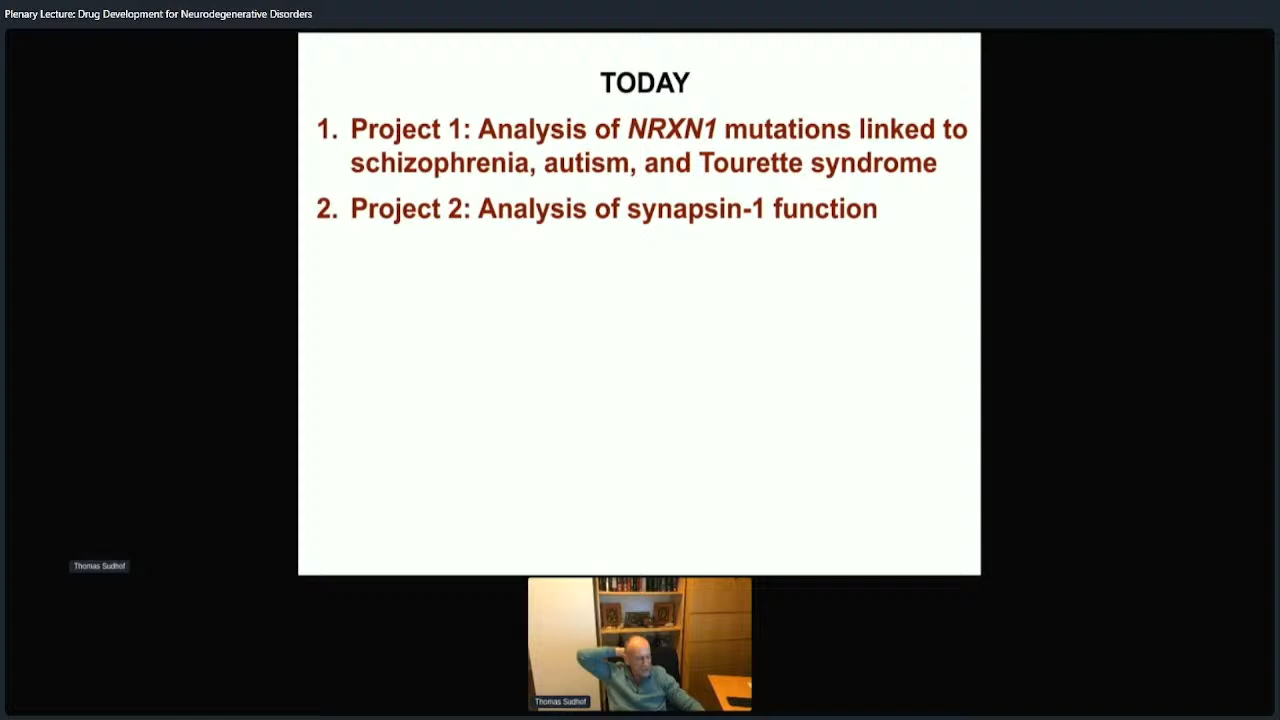 Plenary Lecture: Drug Development for Neurodegenerative Disorders
TODAY
1. Project 1: Analysis of NRXN1 mutations linked to
schizophrenia, autism, and Tourette syndrome
2. Project 2: Analysis of synapsin-1 function
Thomas Sudhof
Thomas Sudhof